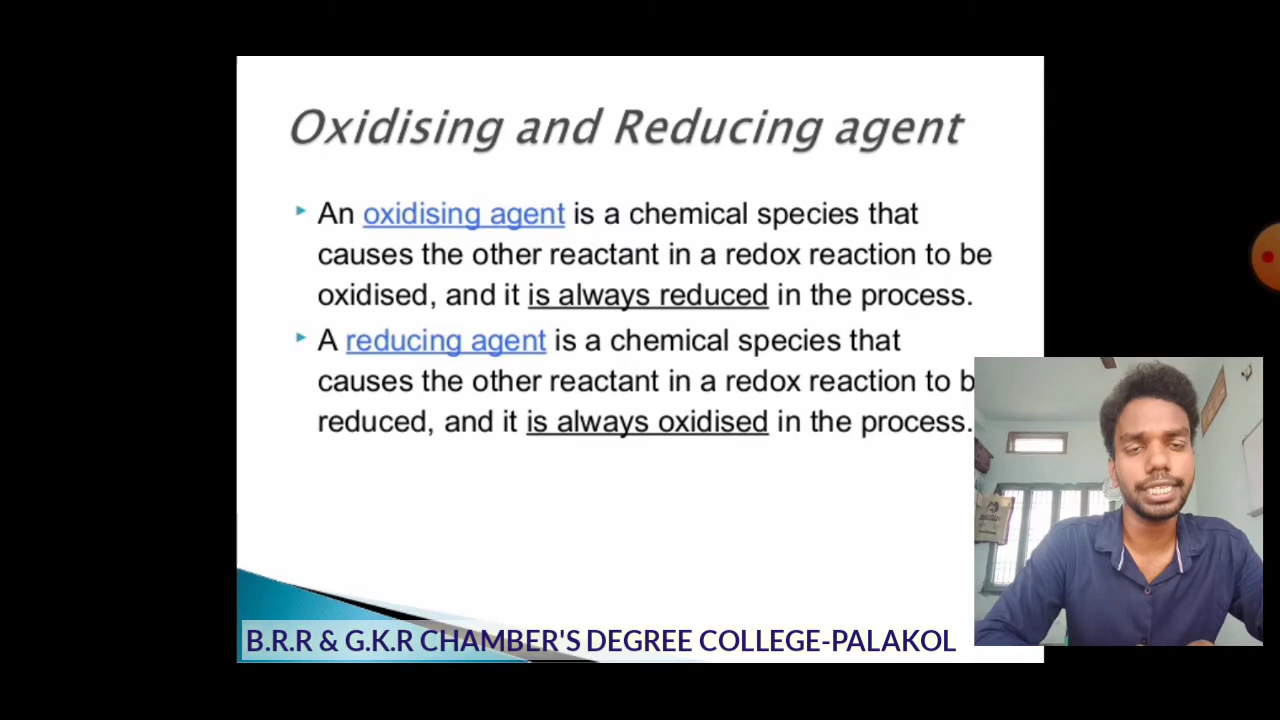 Oxidising and Reducing agent
An oxidising agent is a chemical species that
causes the other reactant in a redox reaction to be
oxidised, and it is always reduced in the process.
A reducing agent is a chemical species that
causes the other reactant in a redox reaction to b
reduced, and it is always oxidised in the process.
B.R.R & G.K.R CHAMBER'S DEGREE COLLEGE-PALAKOL